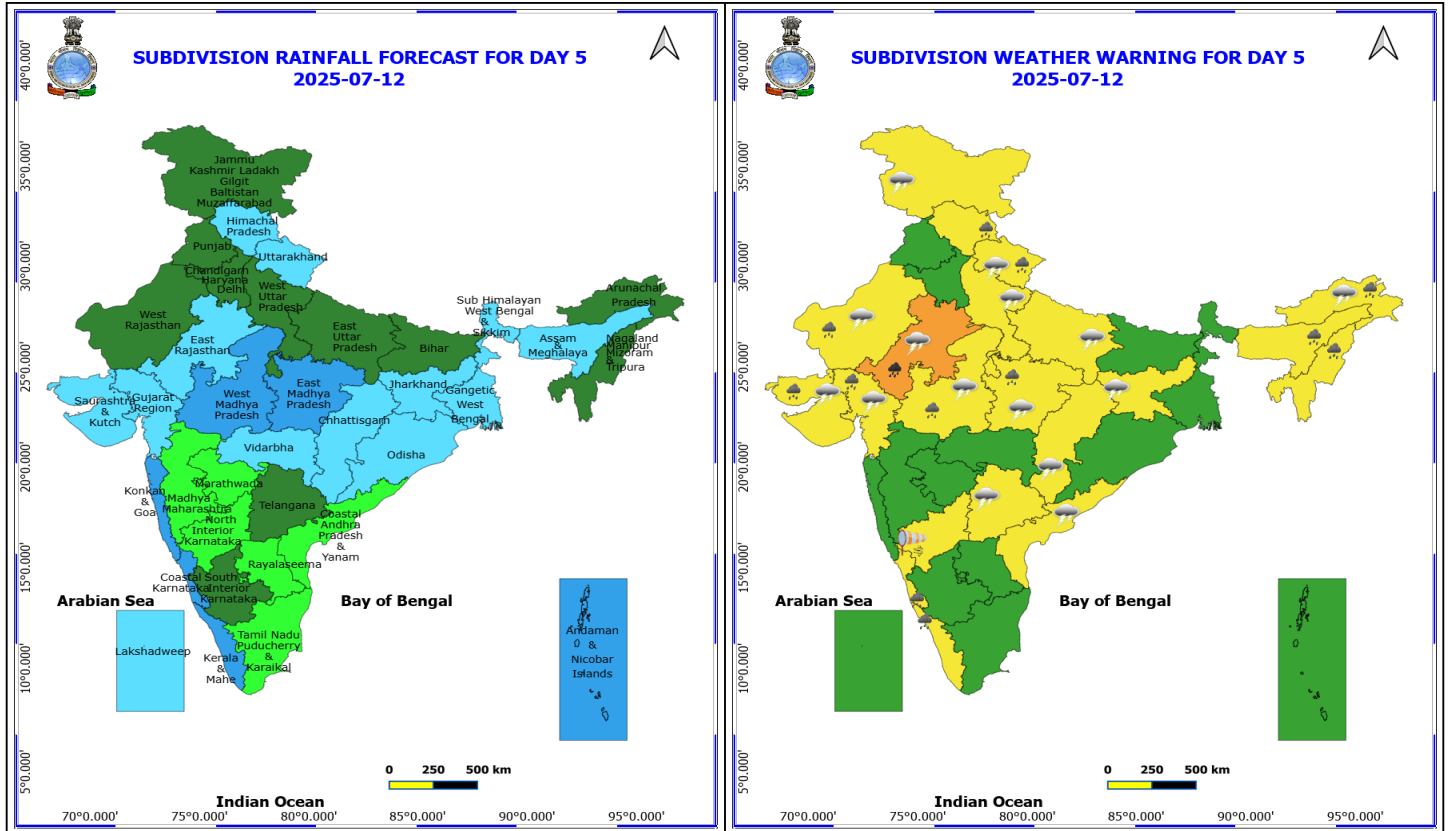 SUBDIVISION RAINFALL FORECAST FOR DAY 5
2025-07-12
40°0.000'
35°0.000'
30°0.000'
25°0.000'
20°0.000'
15°0.000'
10°0.000'
5°0.000'
Jammu
Kashmir Ladakh
Gilgit
Baltistan
Muzaffarabad
Himachal
Pradesh
Punjab
Uttarakhand
Chandigarh
Haryana
Delhi
West
Uttar
Pradesh
Arunachal
Pradesh
Sub Himalayan
West Bengal
&
Sikkim
West
Rajasthan
East
Rajasthan
East
Uttar
Pradesh
Bihar
Assam
&
Meghalaya
Nagaland
Manipur
Mizoram
&
Tripura
Saurashtra
&
Kutch
Gujarat
Region
West
Madhya
Pradesh
East
Madhya
Pradesh
Jharkhand
Gangetic
West
Bengal
Chhattisgarh
Vidarbha
Odisha
Konkan
&
Goa
Marathwada
Madhya
Maharashtra
North
Interior
Karnataka
Telangana
Coastal
Andhra
Pradesh
&
Yanam
Rayalaseema
Coastal
Karnataka
South
Interior
Karnataka
Arabian Sea
Bay of Bengal
Lakshadweep
Kerala
&
Mahe
Tamil Nadu
Puducherry
&
Karaikal
Andaman
&
Nicobar
Islands
0 250 500 km
Indian Ocean
70°0.000' 75°0.000' 80°0.000' 85°0.000' 90°0.000' 95°0.000'
SUBDIVISION WEATHER WARNING FOR DAY 5
2025-07-12
40°0.000'
35°0.000'
30°0.000'
25°0.000'
20°0.000'
15°0.000'
10°0.000'
5°0.000'
Arabian Sea
Bay of Bengal
0 250 500 km
Indian Ocean
70°0.000' 75°0.000' 80°0.000' 85°0.000' 90°0.000' 95°0.000'